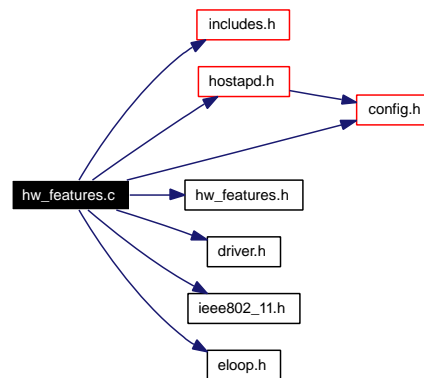 includes.h
hostapd.h
config.h
hw_features.c
hw_features.h
driver.h
ieee802_11.h
eloop.h